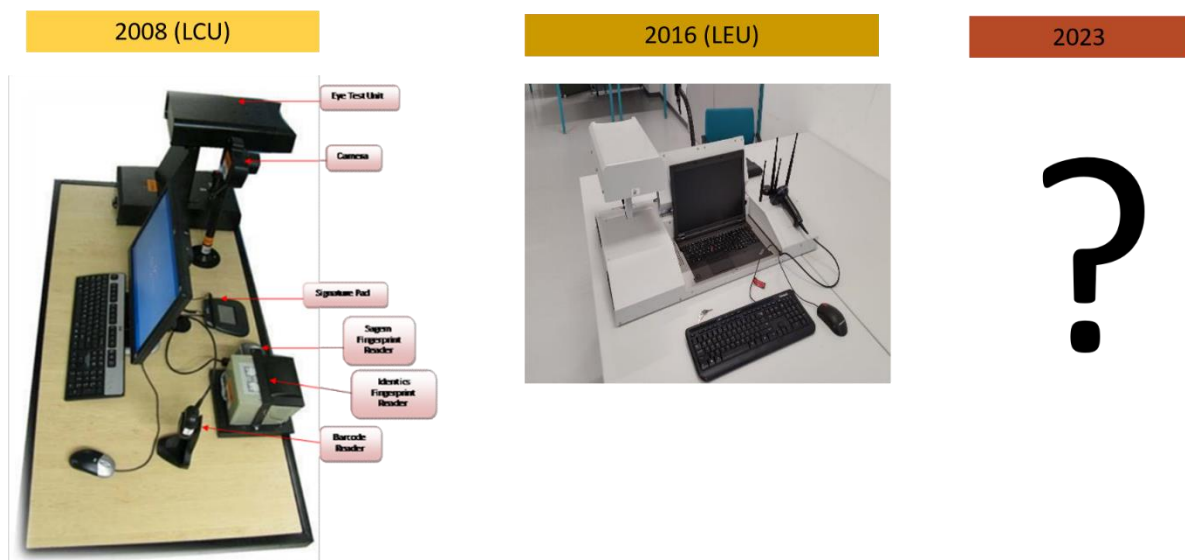 2008 (LCU)
2016 (LEU)
2023
Eye Test Unit
Camera
Signature Pad
Sagem
Fingerprint
Reader
Identics
Fingerprint
Reader
Barcode
Reader
?